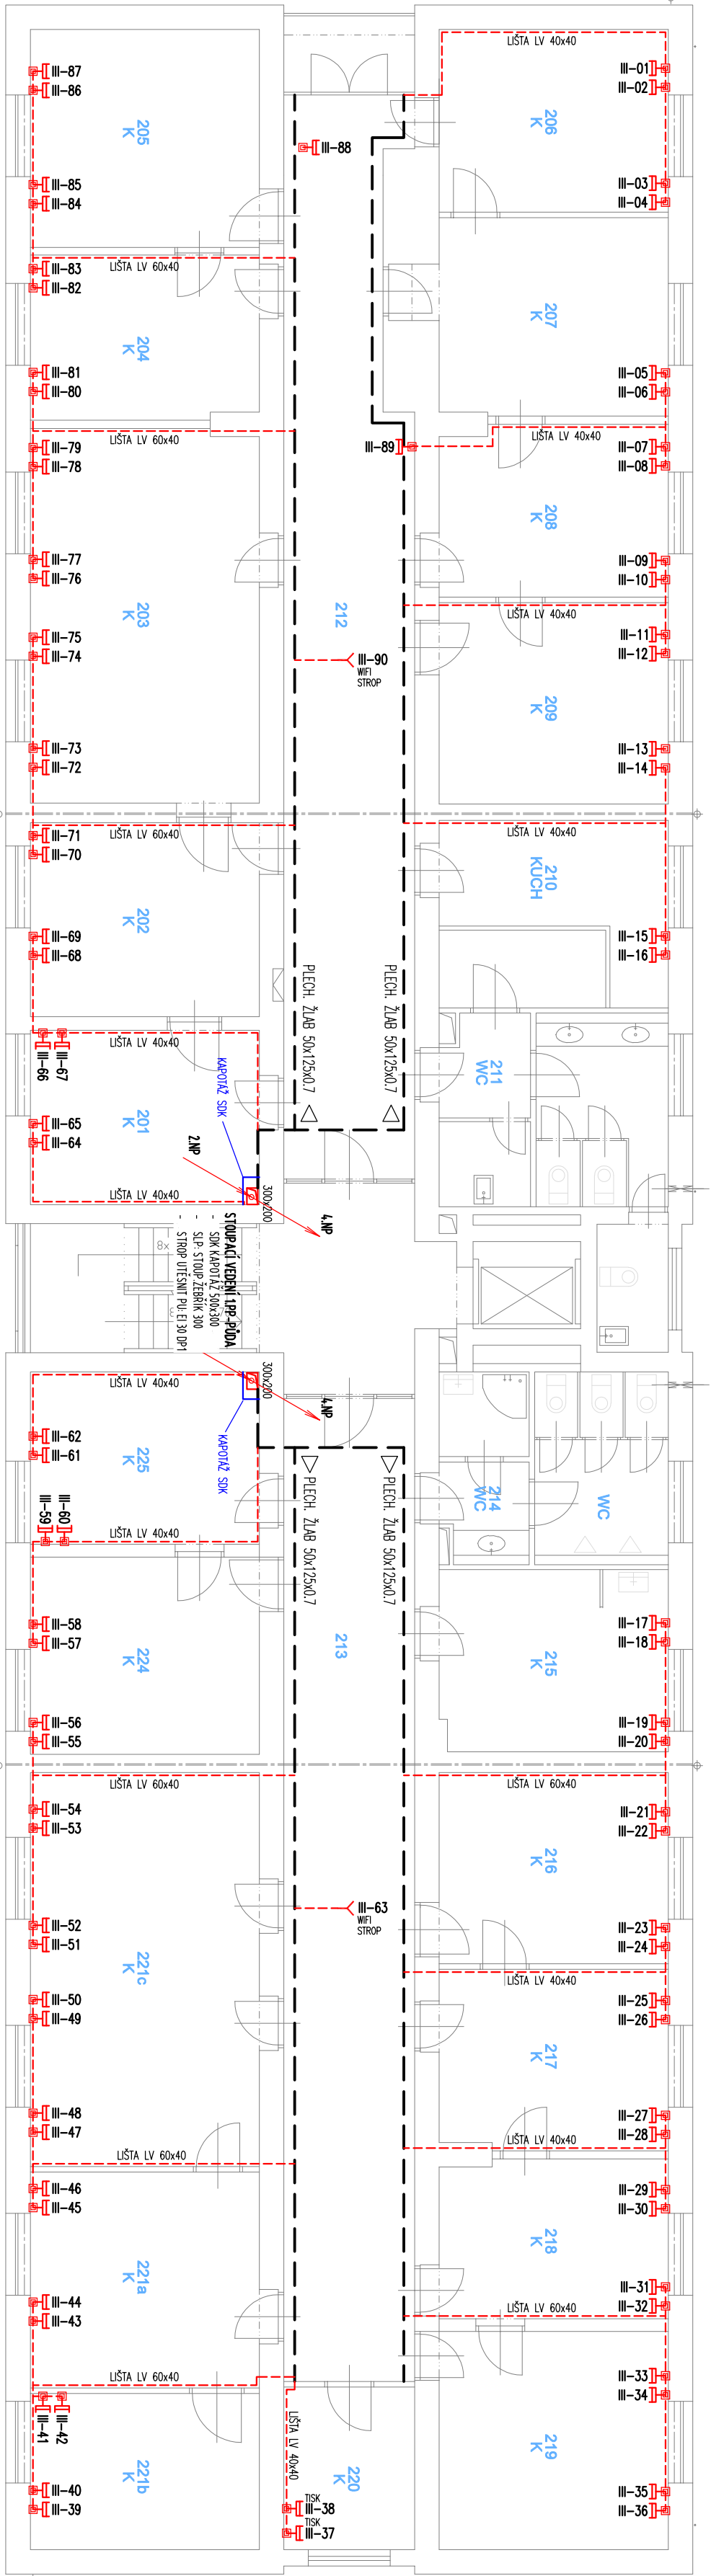 LIŠTA LV 40x40
III-01
III-02
III-03
III-04
III-87
III-86
III-85
III-84
III-88
205
K
206
K
III-83
III-82
LIŠTA LV 60x40
204
K
207
K
III-81
III-80
III-05
III-06
III-79
III-78
LIŠTA LV 60x40
III-89
LIŠTA LV 40x40
III-07
III-08
208
K
III-77
III-76
III-09
III-10
203
K
212
LIŠTA LV 40x40
III-75
III-74
III-90
WIFI
STROP
III-11
III-12
209
K
III-73
III-72
III-13
III-14
III-71
III-70
LIŠTA LV 60x40
LIŠTA LV 40x40
210
KUCH
202
K
III-69
III-68
III-15
III-16
PLECH. ŽLAB 50x125x0.7
PLECH. ŽLAB 50x125x0.7
III-67
III-66
LIŠTA LV 40x40
KAPOTÁŽ SDK
211
WC
201
K
III-65
III-64
2.NP
LIŠTA LV 40x40
300x200
4.NP
STOUPACÍ VEDENÍ 1.PP-PŮDA
- SDK KAPOTÁŽ 500x300
- SLP: STOUP.ŽEBŘÍK 300
- STROP UTĚSNIT PU-EI 30 DP1
300x200
4.NP
LIŠTA LV 40x40
KAPOTÁŽ SDK
III-62
III-61
225
K
III-60
III-59
LIŠTA LV 40x40
PLECH. ŽLAB 50x125x0.7
PLECH. ŽLAB 50x125x0.7
214
WC
WC
III-58
III-57
224
K
213
215
K
III-17
III-18
III-56
III-55
III-19
III-20
LIŠTA LV 60x40
LIŠTA LV 60x40
III-54
III-53
III-21
III-22
216
K
III-63
WIFI
STROP
III-52
III-51
III-23
III-24
221c
K
LIŠTA LV 40x40
III-50
III-49
III-25
III-26
217
K
III-48
III-47
III-27
III-28
LIŠTA LV 60x40
LIŠTA LV 40x40
III-46
III-45
III-29
III-30
221a
K
218
K
III-44
III-43
III-31
III-32
LIŠTA LV 60x40
LIŠTA LV 60x40
III-33
III-34
III-42
III-41
LIŠTA LV 40x40
221b
K
220
K
219
K
III-40
III-39
TISK
III-38
TISK
III-37
III-35
III-36